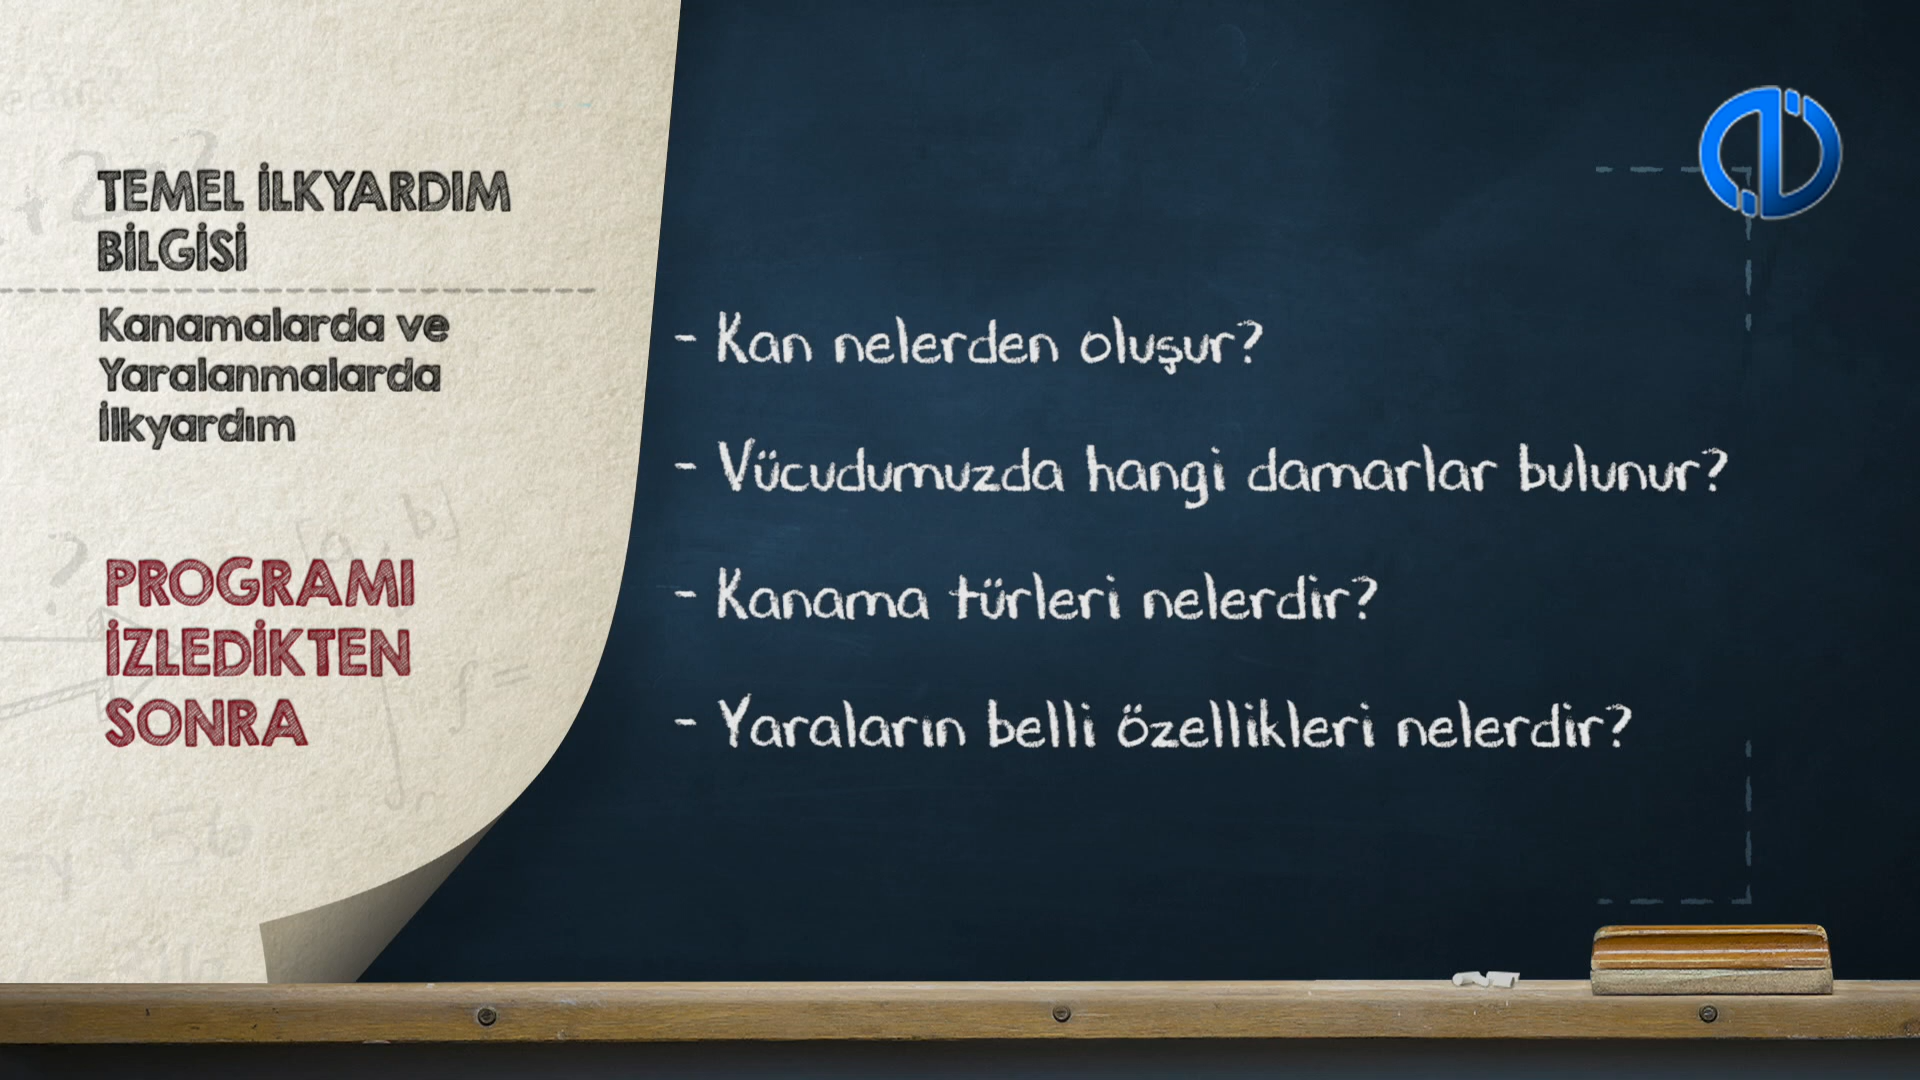 TEMEL İLKYARDIM
BİLGİSİ
Kanamalarda ve
Yaralanmalarda
İlkyardım
PROGRAMI
İZLEDİKTEN
SONRA
- Kan nelerden oluşur?
- Vücudumuzda hangi damarlar bulunur?
- Kanama türleri nelerdir?
- Yaraların belli özellikleri nelerdir?